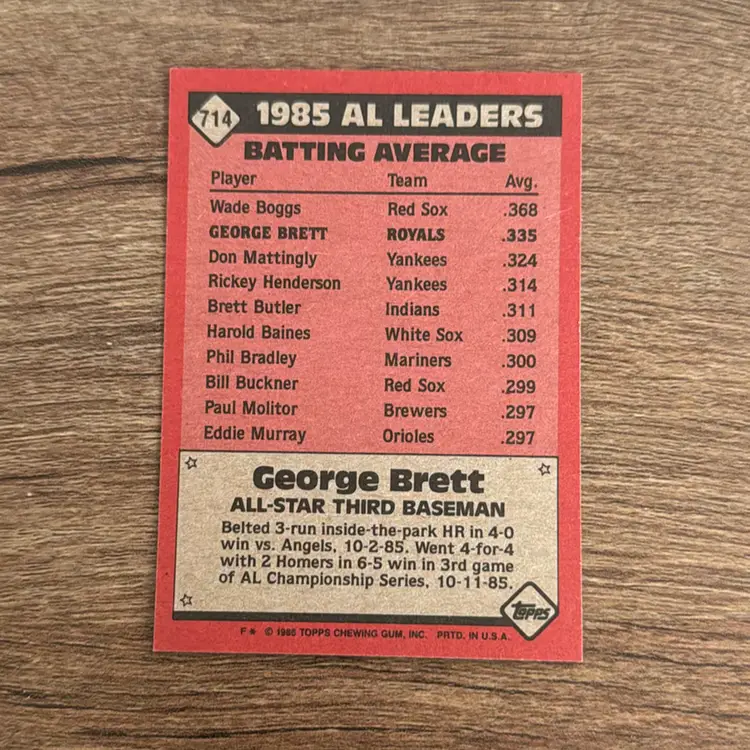 714 1985 AL LEADERS
BATTING AVERAGE
Player Team Avg.
Wade Boggs Red Sox .368
GEORGE BRETT ROYALS .335
Don Mattingly Yankees .324
Rickey Henderson Yankees .314
Brett Butler Indians .311
Harold Baines White Sox .309
Phil Bradley Mariners .300
Bill Buckner Red Sox .299
Paul Molitor Brewers .297
Eddie Murray Orioles .297
George Brett
ALL-STAR THIRD BASEMAN
Belted 3-run inside-the-park HR in 4-0
win vs. Angels, 10-2-85. Went 4-for-4
with 2 Homers in 6-5 win in 3rd game
of AL Championship Series, 10-11-85.
TOPPS
F * © 1986 TOPPS CHEWING GUM, INC. PRTD. IN U.S.A.